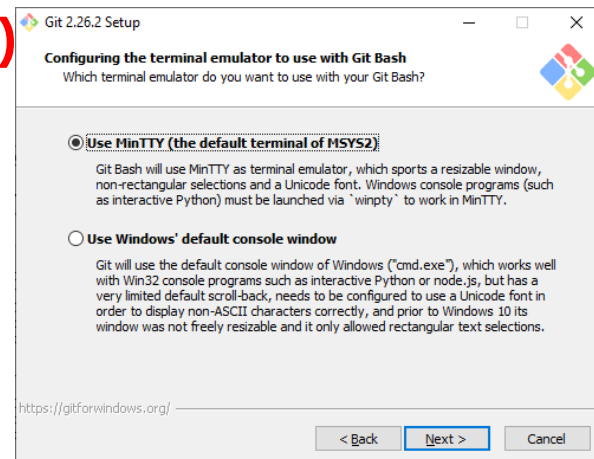 )
Git 2.26.2 Setup
Configuring the terminal emulator to use with Git Bash
Which terminal emulator do you want to use with your Git Bash?
Use MinTTY (the default terminal of MSYS2)
Git Bash will use MinTTY as terminal emulator, which sports a resizable window,
non-rectangular selections and a Unicode font. Windows console programs (such
as interactive Python) must be launched via `winpty` to work in MinTTY.
Use Windows' default console window
Git will use the default console window of Windows ("cmd.exe"), which works well
with Win32 console programs such as interactive Python or node.js, but has a
very limited default scroll-back, needs to be configured to use a Unicode font in
order to display non-ASCII characters correctly, and prior to Windows 10 its
window was not freely resizable and it only allowed rectangular text selections.
https://gitforwindows.org/
< Back
Next >
Cancel